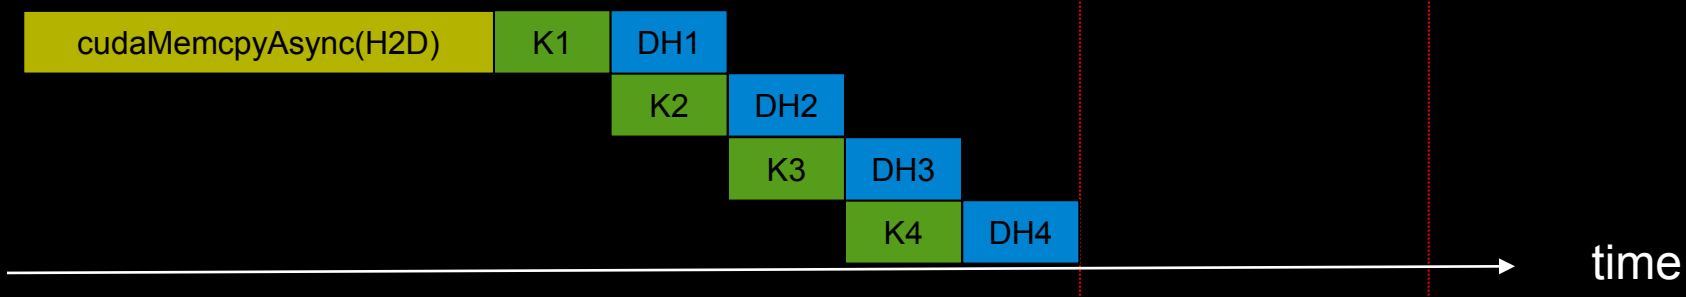 cudaMemcpyAsync(H2D) K1 DH1
K2 DH2
K3 DH3
K4 DH4
time